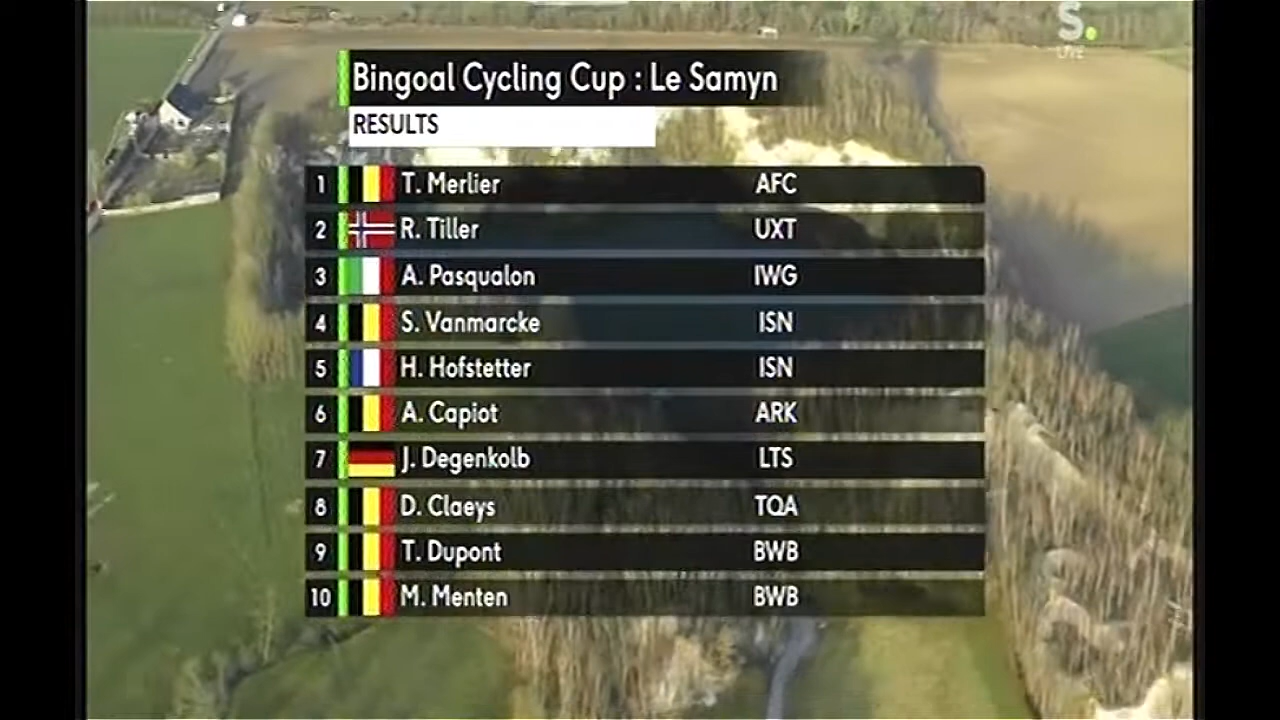 S.
LIVE
Bingoal Cycling Cup : Le Samyn
RESULTS
1 T. Merlier AFC
2 R. Tiller UXT
3 A. Pasqualon IWG
4 S. Vanmarcke ISN
5 H. Hofstetter ISN
6 A. Capiot ARK
7 J. Degenkolb LTS
8 D. Claeys TQA
9 T. Dupont BWB
10 M. Menten BWB